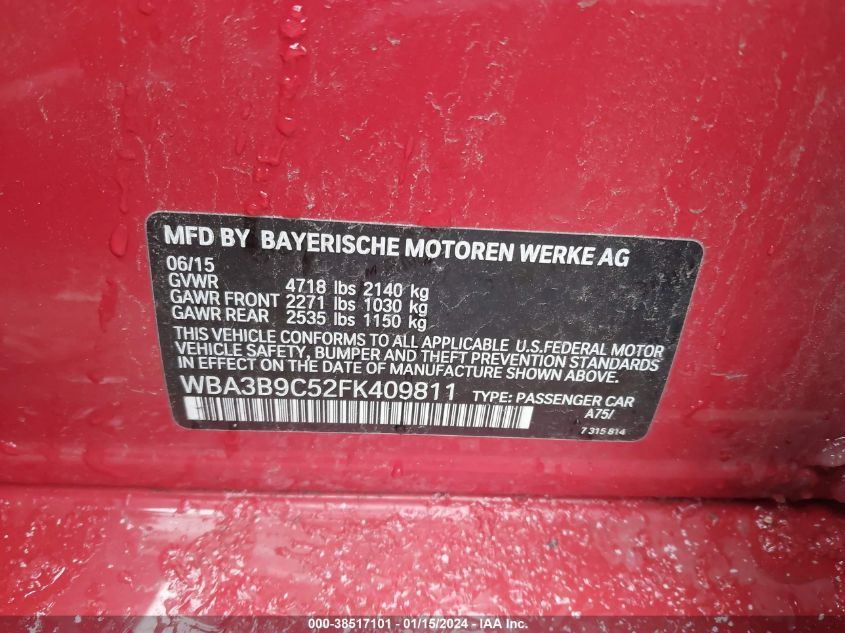 MFD BY BAYERISCHE MOTOREN WERKE AG
06/15
GVWR 4718 lbs 2140 kg
GAWR FRONT 2271 lbs 1030 kg
GAWR REAR 2535 lbs 1150 kg
THIS VEHICLE CONFORMS TO ALL APPLICABLE U.S.FEDERAL MOTOR
VEHICLE SAFETY, BUMPER AND THEFT PREVENTION STANDARDS
IN EFFECT ON THE DATE OF MANUFACTURE SHOWN ABOVE.
WBA3B9C52FK409811 TYPE: PASSENGER CAR
A75/
7 315 814
000-38517101 - 01/15/2024 - IAA Inc.